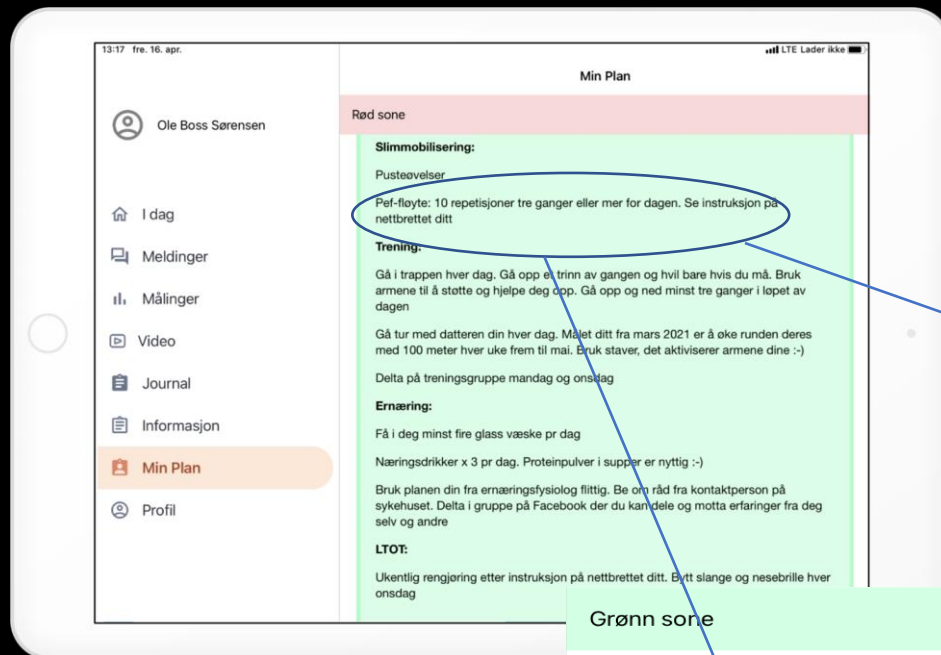 13:17 fre. 16. apr.
LTE Lader ikke
Min Plan
Ole Boss Sørensen
I dag
Meldinger
Målinger
Video
Journal
Informasjon
Min Plan
Profil
Rød sone
Slimmobilisering:
Pusteøvelser
Pef-fløyte: 10 repetisjoner tre ganger eller mer for dagen. Se instruksjon på
nettbrettet ditt
Trening:
Gå i trappen hver dag. Gå opp et trinn av gangen og hvil bare hvis du må. Bruk
armene til å støtte og hjelpe deg opp. Gå opp og ned minst tre ganger i løpet av
dagen
Gå tur med datteren din hver dag. Målet ditt fra mars 2021 er å øke runden deres
med 100 meter hver uke frem til mai. Bruk staver, det aktiviserer armene dine :-)
Delta på treningsgruppe mandag og onsdag
Ernæring:
Få i deg minst fire glass væske pr dag
Næringsdrikker x 3 pr dag. Proteinpulver i supper er nyttig :-)
Bruk planen din fra ernæringsfysiolog flittig. Be om råd fra kontaktperson på
sykehuset. Delta i gruppe på Facebook der du kan dele og motta erfaringer fra deg
selv og andre
LTOT:
Ukentlig rengjøring etter instruksjon på nettbrettet ditt. Bytt slange og nesebrille hver
onsdag
Grønn sone